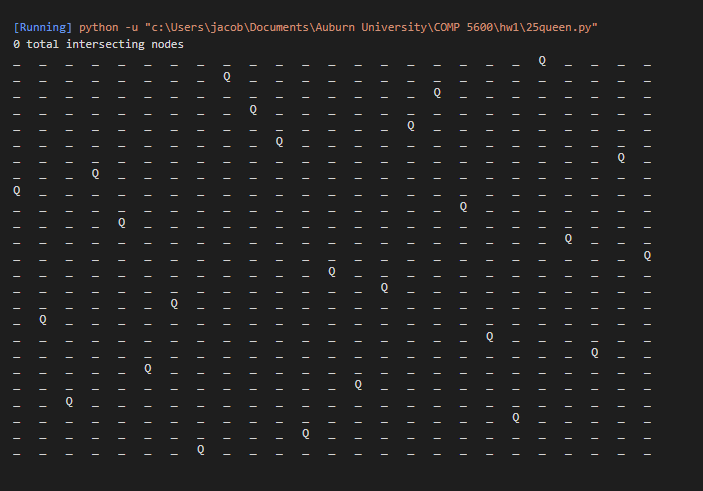 [Running] python -u "c:\Users\jacob\Documents\Auburn University\COMP 5600\hw1\25queen.py"
0 total intersecting nodes
_ _ _ _ _ _ _ _ _ _ _ _ _ _ _ _ _ _ _ _ Q _ _ _ _
_ _ _ _ _ _ _ _ Q _ _ _ _ _ _ _ _ _ _ _ _ _ _ _ _
_ _ _ _ _ _ _ _ _ _ _ _ _ _ _ _ Q _ _ _ _ _ _ _ _
_ _ _ _ _ _ _ _ _ Q _ _ _ _ _ _ _ _ _ _ _ _ _ _ _
_ _ _ _ _ _ _ _ _ _ _ _ _ _ _ Q _ _ _ _ _ _ _ _ _
_ _ _ _ _ _ _ _ _ _ Q _ _ _ _ _ _ _ _ _ _ _ _ _ _
_ _ _ _ _ _ _ _ _ _ _ _ _ _ _ _ _ _ _ _ _ _ _ Q _
_ _ _ Q _ _ _ _ _ _ _ _ _ _ _ _ _ _ _ _ _ _ _ _ _
Q _ _ _ _ _ _ _ _ _ _ _ _ _ _ _ _ _ _ _ _ _ _ _ _
_ _ _ _ _ _ _ _ _ _ _ _ _ _ _ _ _ Q _ _ _ _ _ _ _
_ _ _ _ Q _ _ _ _ _ _ _ _ _ _ _ _ _ _ _ _ _ _ _ _
_ _ _ _ _ _ _ _ _ _ _ _ _ _ _ _ _ _ _ _ _ Q _ _ _
_ _ _ _ _ _ _ _ _ _ _ _ _ _ _ _ _ _ _ _ _ _ _ _ Q
_ _ _ _ _ _ _ _ _ _ _ _ Q _ _ _ _ _ _ _ _ _ _ _ _
_ _ _ _ _ _ _ _ _ _ _ _ _ _ Q _ _ _ _ _ _ _ _ _ _
_ _ _ _ _ _ Q _ _ _ _ _ _ _ _ _ _ _ _ _ _ _ _ _ _
_ Q _ _ _ _ _ _ _ _ _ _ _ _ _ _ _ _ _ _ _ _ _ _ _
_ _ _ _ _ _ _ _ _ _ _ _ _ _ _ _ _ _ Q _ _ _ _ _ _
_ _ _ _ _ _ _ _ _ _ _ _ _ _ _ _ _ _ _ _ _ _ Q _ _
_ _ _ _ _ Q _ _ _ _ _ _ _ _ _ _ _ _ _ _ _ _ _ _ _
_ _ _ _ _ _ _ _ _ _ _ _ _ Q _ _ _ _ _ _ _ _ _ _ _
_ _ Q _ _ _ _ _ _ _ _ _ _ _ _ _ _ _ _ _ _ _ _ _ _
_ _ _ _ _ _ _ _ _ _ _ _ _ _ _ _ _ _ _ Q _ _ _ _ _
_ _ _ _ _ _ _ _ _ _ _ Q _ _ _ _ _ _ _ _ _ _ _ _ _
_ _ _ _ _ _ _ Q _ _ _ _ _ _ _ _ _ _ _ _ _ _ _ _ _